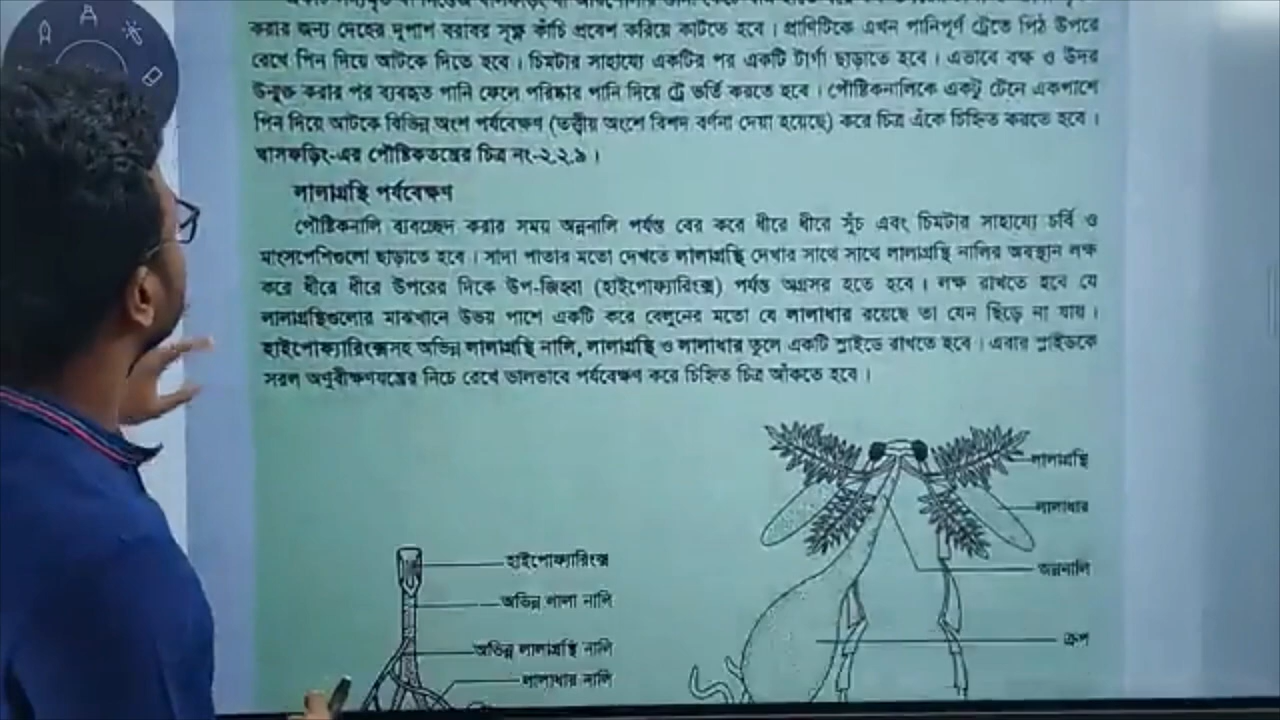 করার জন্য দেহের দুপাশ বরাবর সূক্ষ্ণ কাঁচি প্রবেশ করিয়ে কাটতে হবে। প্রাণিটিকে এখন পানিপূর্ণ ট্রেতে পিঠ উপরে
রেখে পিন দিয়ে আটকে দিতে হবে। চিমটার সাহায্যে একটির পর একটি টার্গা ছাড়াতে হবে। এভাবে বক্ষ ও উদর
উন্মুক্ত করার পর ব্যবহৃত পানি ফেলে পরিষ্কার পানি দিয়ে ট্রে ভর্তি করতে হবে। পৌষ্টিকনালিকে একটু টেনে একপাশে
পিন দিয়ে আটকে বিভিন্ন অংশ পর্যবেক্ষণ (তত্ত্বীয় অংশে বিশদ বর্ণনা দেয়া হয়েছে) করে চিত্র এঁকে চিহ্নিত করতে হবে।
ঘাসফড়িং-এর পৌষ্টিকতন্ত্রের চিত্র নং-২.২.৯।
লালাগ্রন্থি পর্যবেক্ষণ
পৌষ্টিকনালি ব্যবচ্ছেদ করার সময় অন্ননালি পর্যন্ত বের করে ধীরে ধীরে সুঁচ এবং চিমটার সাহায্যে চর্বি ও
মাংসপেশিগুলো ছাড়াতে হবে। সাদা পাতার মতো দেখতে লালাগ্রন্থি দেখার সাথে সাথে লালাগ্রন্থি নালির অবস্থান লক্ষ
করে ধীরে ধীরে উপরের দিকে উপ-জিহ্বা (হাইপোফ্যারিংক্স) পর্যন্ত অগ্রসর হতে হবে। লক্ষ রাখতে হবে যে
লালাগ্রন্থিগুলোর মাঝখানে উভয় পাশে একটি করে বেলুনের মতো যে লালাধার রয়েছে তা যেন ছিঁড়ে না যায়।
হাইপোফ্যারিংক্সসহ অভিন্ন লালাগ্রন্থি নালি, লালাগ্রন্থি ও লালাধার তুলে একটি স্লাইডে রাখতে হবে। এবার স্লাইডকে
সরল অণুবীক্ষণযন্ত্রের নিচে রেখে ভালভাবে পর্যবেক্ষণ করে চিহ্নিত চিত্র আঁকতে হবে।
লালাগ্রন্থি
লালাধার
অন্ননালি
ক্রপ
হাইপোফ্যারিংক্স
অভিন্ন লালা নালি
অভিন্ন লালাগ্রন্থি নালি
লালাধার নালি